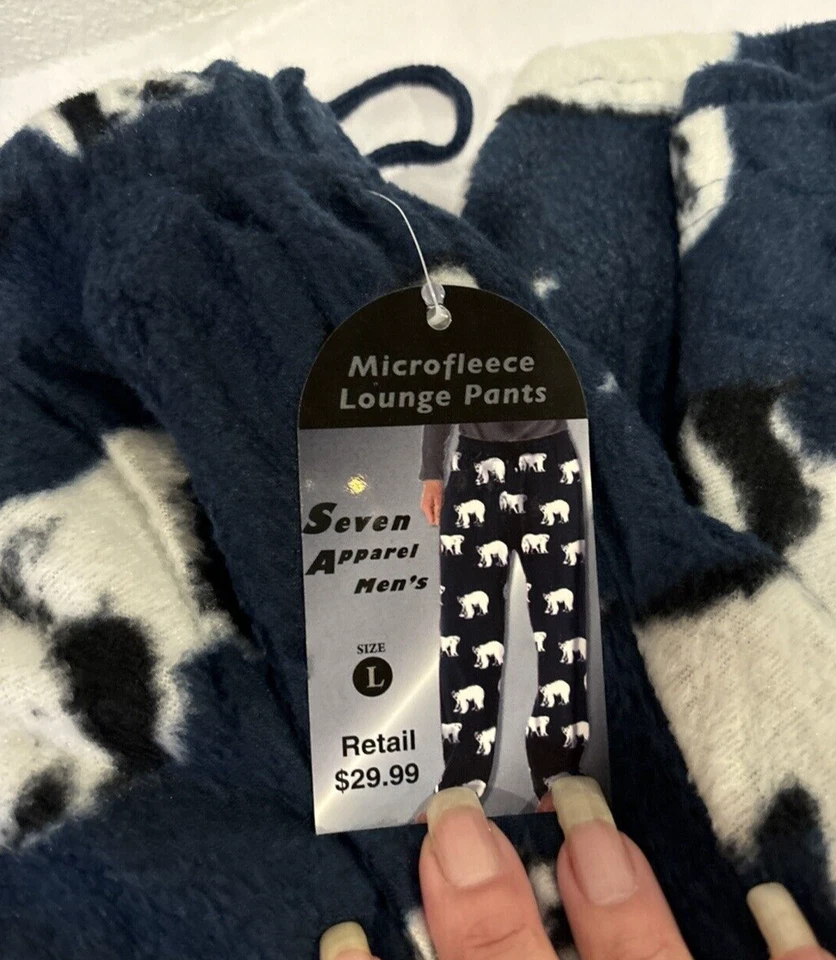 Microfleece
Lounge Pants
Seven
Apparel
Men's
SIZE
L
Retail
$29.99